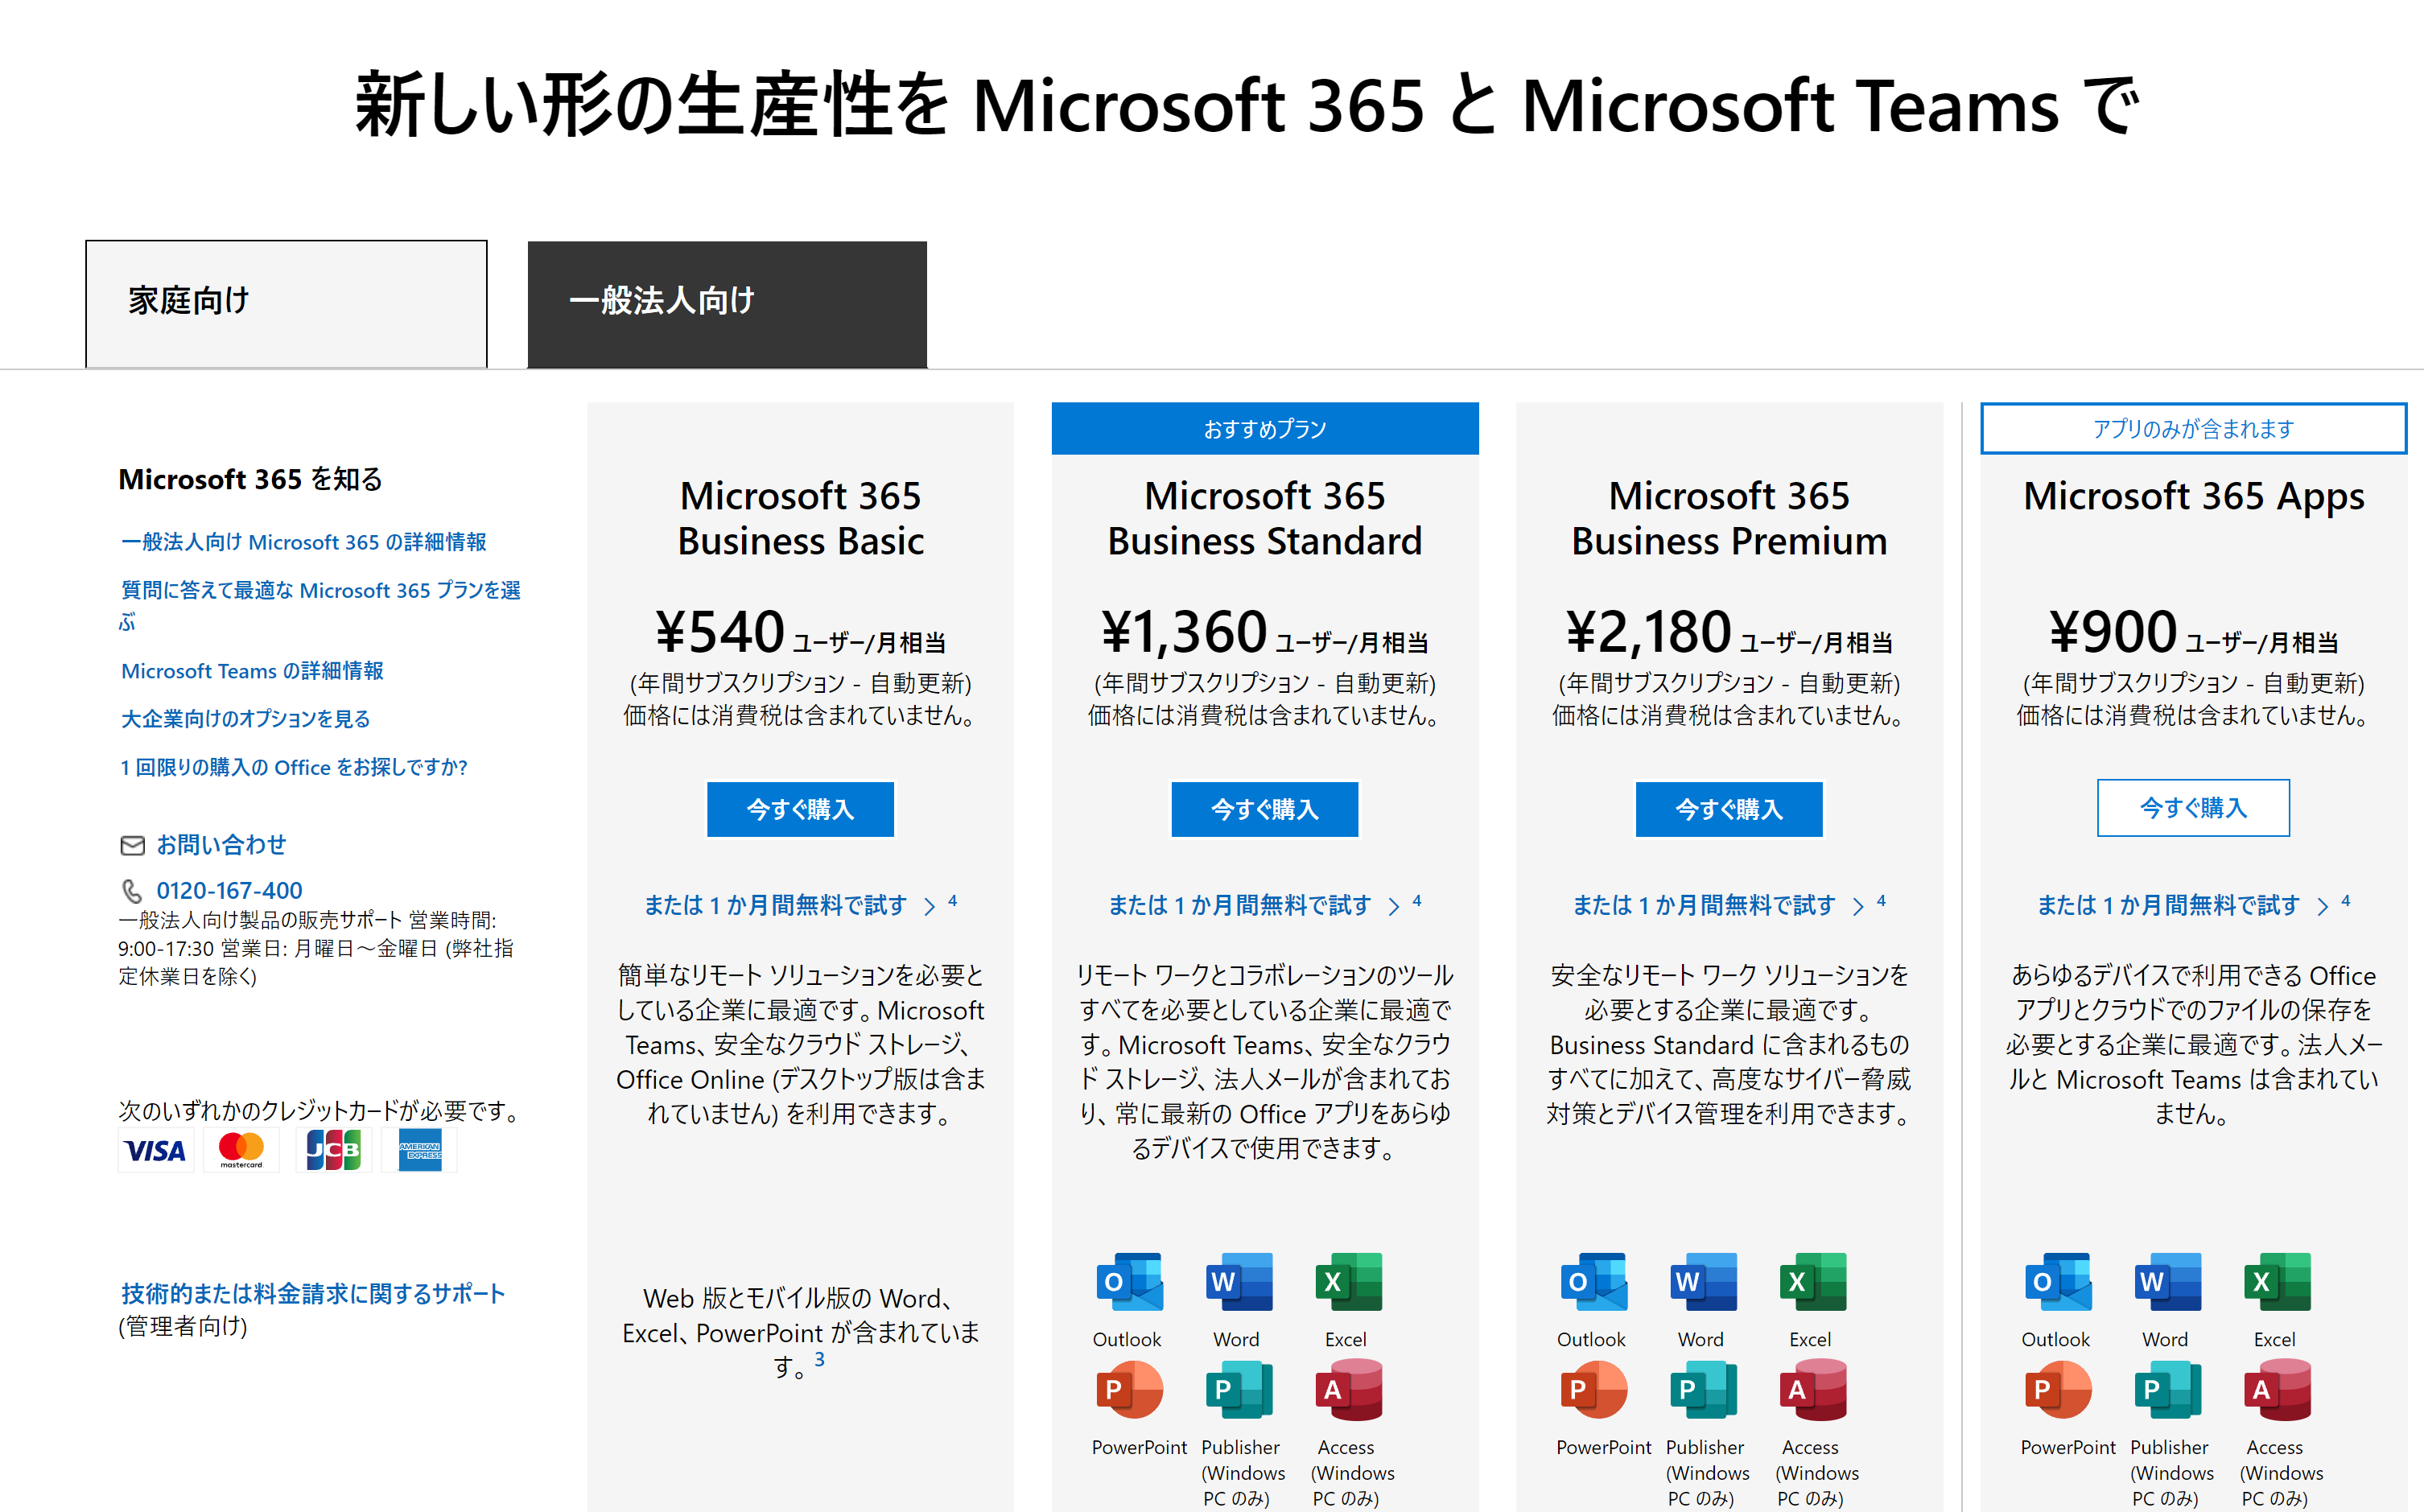 新しい形の生産性を Microsoft 365 と Microsoft Teams で
家庭向け
一般法人向け
Microsoft 365 を知る
一般法人向け Microsoft 365 の詳細情報
質問に答えて最適な Microsoft 365 プランを選
ぶ
Microsoft Teams の詳細情報
大企業向けのオプションを見る
1 回限りの購入の Office をお探しですか?
お問い合わせ
0120-167-400
一般法人向け製品の販売サポート 営業時間:
9:00-17:30 営業日: 月曜日～金曜日 (弊社指
定休業日を除く)
次のいずれかのクレジットカードが必要です。
VISA
mastercard
JCB
AMERICAN
EXPRESS
技術的または料金請求に関するサポート
(管理者向け)
Microsoft 365
Business Basic
¥540 ユーザー/月相当
(年間サブスクリプション - 自動更新)
価格には消費税は含まれていません。
今すぐ購入
または 1 か月間無料で試す > 4
簡単なリモート ソリューションを必要と
している企業に最適です。Microsoft
Teams、安全なクラウド ストレージ、
Office Online (デスクトップ版は含ま
れていません) を利用できます。
Web 版とモバイル版の Word、
Excel、PowerPoint が含まれていま
す。 3
おすすめプラン
Microsoft 365
Business Standard
¥1,360 ユーザー/月相当
(年間サブスクリプション - 自動更新)
価格には消費税は含まれていません。
今すぐ購入
または 1 か月間無料で試す > 4
リモート ワークとコラボレーションのツール
すべてを必要としている企業に最適で
す。Microsoft Teams、安全なクラウ
ド ストレージ、法人メールが含まれてお
り、常に最新の Office アプリをあらゆ
るデバイスで使用できます。
O W X
Outlook Word Excel
P P A
PowerPoint Publisher Access
(Windows (Windows
PC のみ) PC のみ)
Microsoft 365
Business Premium
¥2,180 ユーザー/月相当
(年間サブスクリプション - 自動更新)
価格には消費税は含まれていません。
今すぐ購入
または 1 か月間無料で試す > 4
安全なリモート ワーク ソリューションを
必要とする企業に最適です。
Business Standard に含まれるもの
すべてに加えて、高度なサイバー脅威
対策とデバイス管理を利用できます。
O W X
Outlook Word Excel
P P A
PowerPoint Publisher Access
(Windows (Windows
PC のみ) PC のみ)
アプリのみが含まれます
Microsoft 365 Apps
¥900 ユーザー/月相当
(年間サブスクリプション - 自動更新)
価格には消費税は含まれていません。
今すぐ購入
または 1 か月間無料で試す > 4
あらゆるデバイスで利用できる Office
アプリとクラウドでのファイルの保存を
必要とする企業に最適です。法人メー
ルと Microsoft Teams は含まれてい
ません。
O W X
Outlook Word Excel
P P A
PowerPoint Publisher Access
(Windows (Windows
PC のみ) PC のみ)